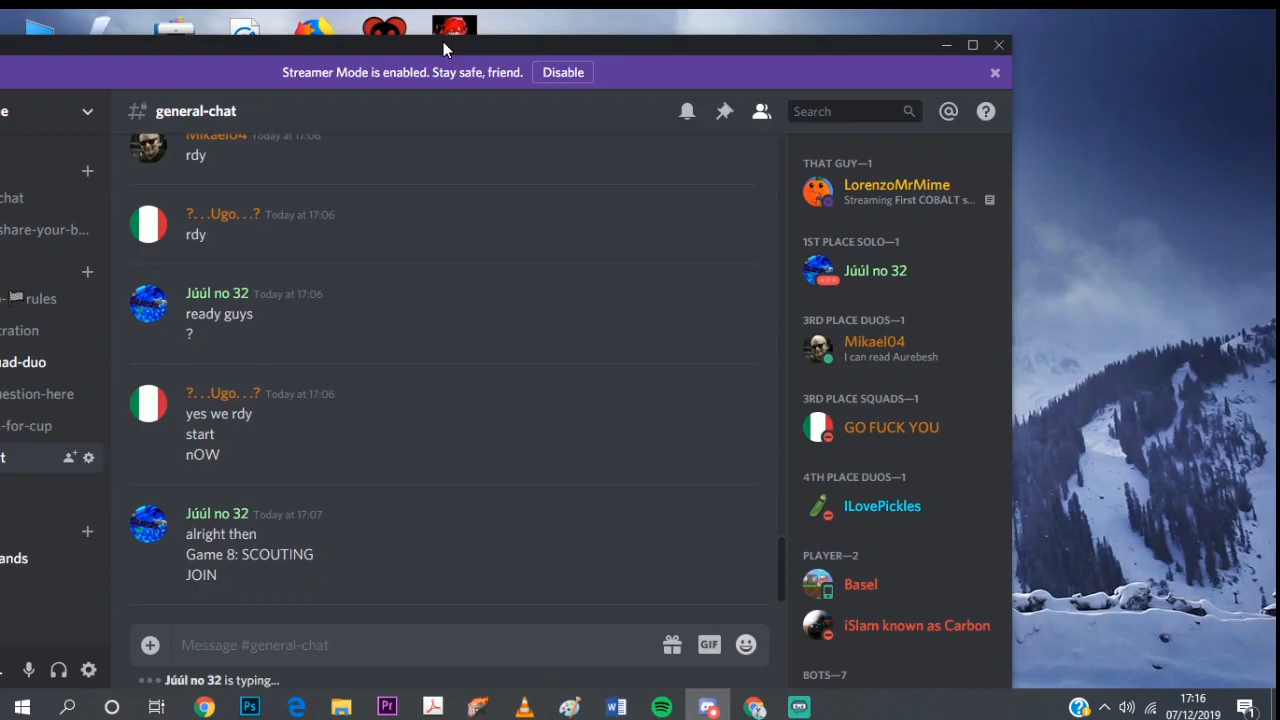 Streamer Mode is enabled. Stay safe, friend. Disable
e
general-chat
Search
chat
share-your-b...
rules
ration
uad-duo
uestion-here
s-for-cup
t
ands
Mikael04 Today at 17:06
rdy
?...Ugo...? Today at 17:06
rdy
Júúl no 32 Today at 17:06
ready guys
?
?...Ugo...? Today at 17:06
yes we rdy
start
nOW
Júúl no 32 Today at 17:07
alright then
Game 8: SCOUTING
JOIN
Message #general-chat
GIF
Júúl no 32 is typing...
THAT GUY—1
LorenzoMrMime
Streaming First COBALT s...
1ST PLACE SOLO—1
Júúl no 32
3RD PLACE DUOS—1
Mikael04
I can read Aurebesh
3RD PLACE SQUADS—1
GO FUCK YOU
4TH PLACE DUOS—1
ILovePickles
PLAYER—2
Basel
iSlam known as Carbon
BOTS—7
Ps
Pr
17:16
07/12/2019
1